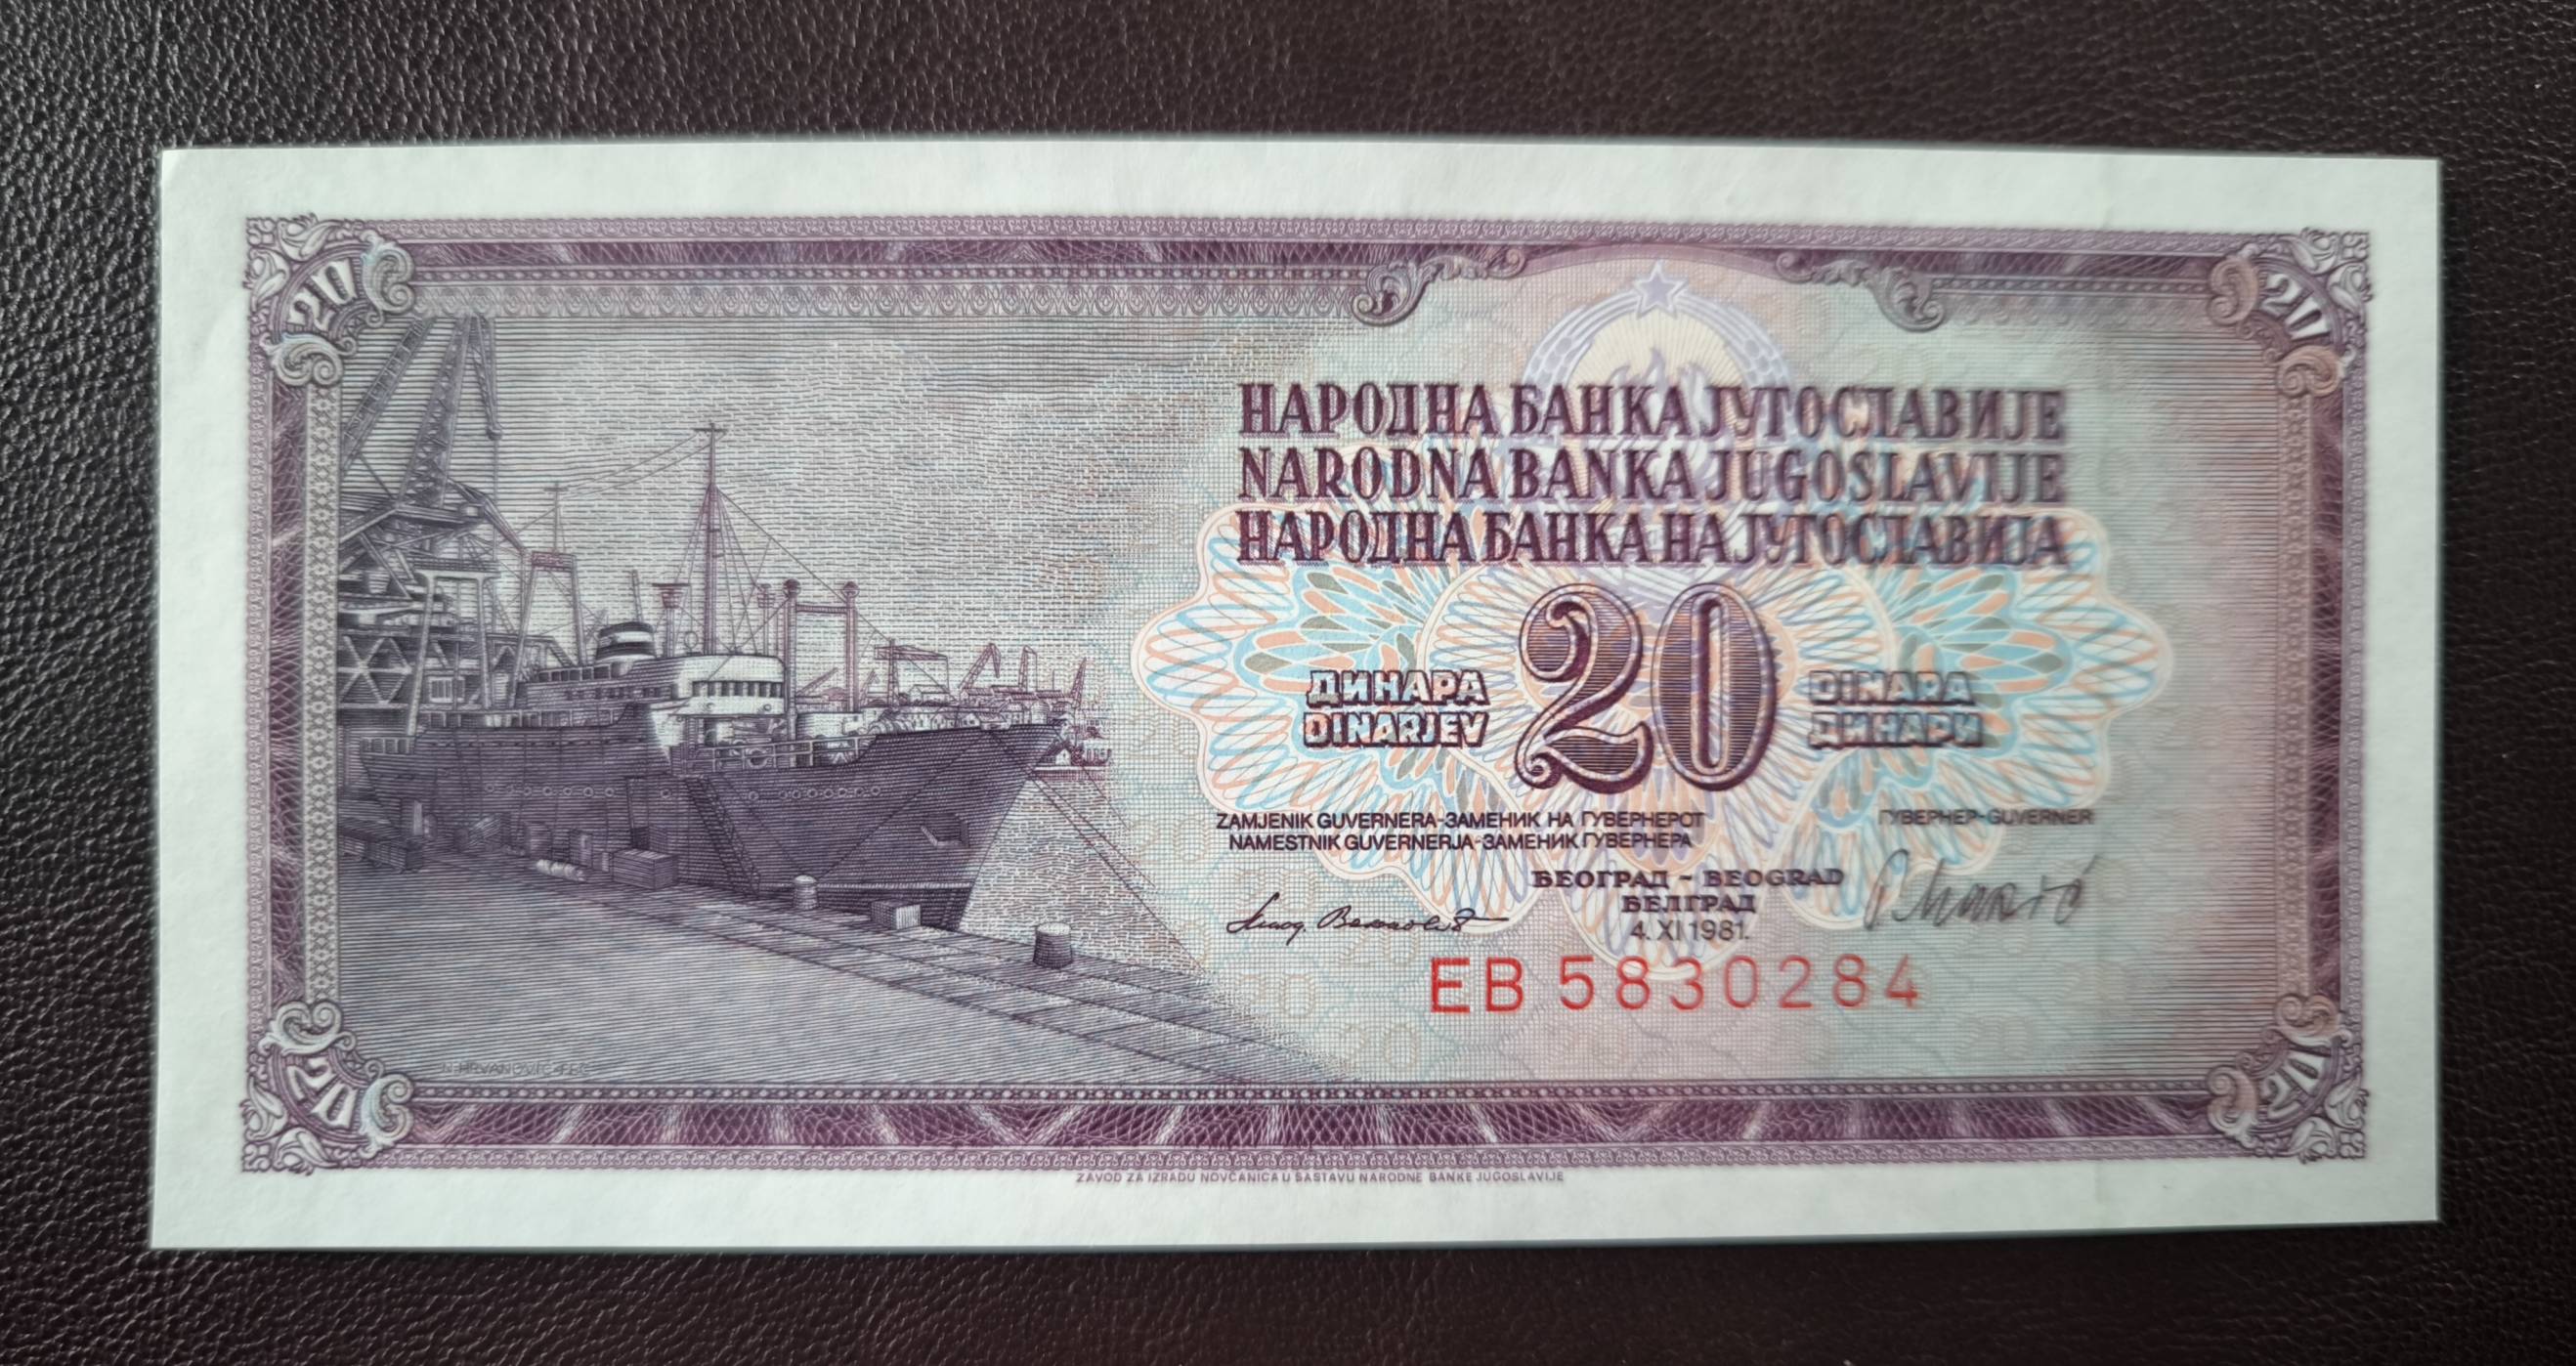 20
20
НАРОДНА БАНКА ЈУГОСЛАВИЈЕ
NARODNA BANKA JUGOSLAVIJE
НАРОДНА БАНКА НА ЈУГОСЛАВИЈА
ДИНАРА
DINARJEV
20
DINARA
ДИНАРИ
ZAMJENIK GUVERNERA-ЗАМЕНИК НА ГУВЕРНЕРОТ
NAMESTNIK GUVERNERJA-ЗАМЕНИК ГУВЕРНЕРА
ГУВЕРНЕР-GUVERNER
БЕОГРАД - BEOGRAD
БЕЛГРАД
4. XI 1981.
EB 5830284
N. HRVANOVIĆ FEC
20
20
ZAVOD ZA IZRADU NOVČANICA U SASTAVU NARODNE BANKE JUGOSLAVIJE